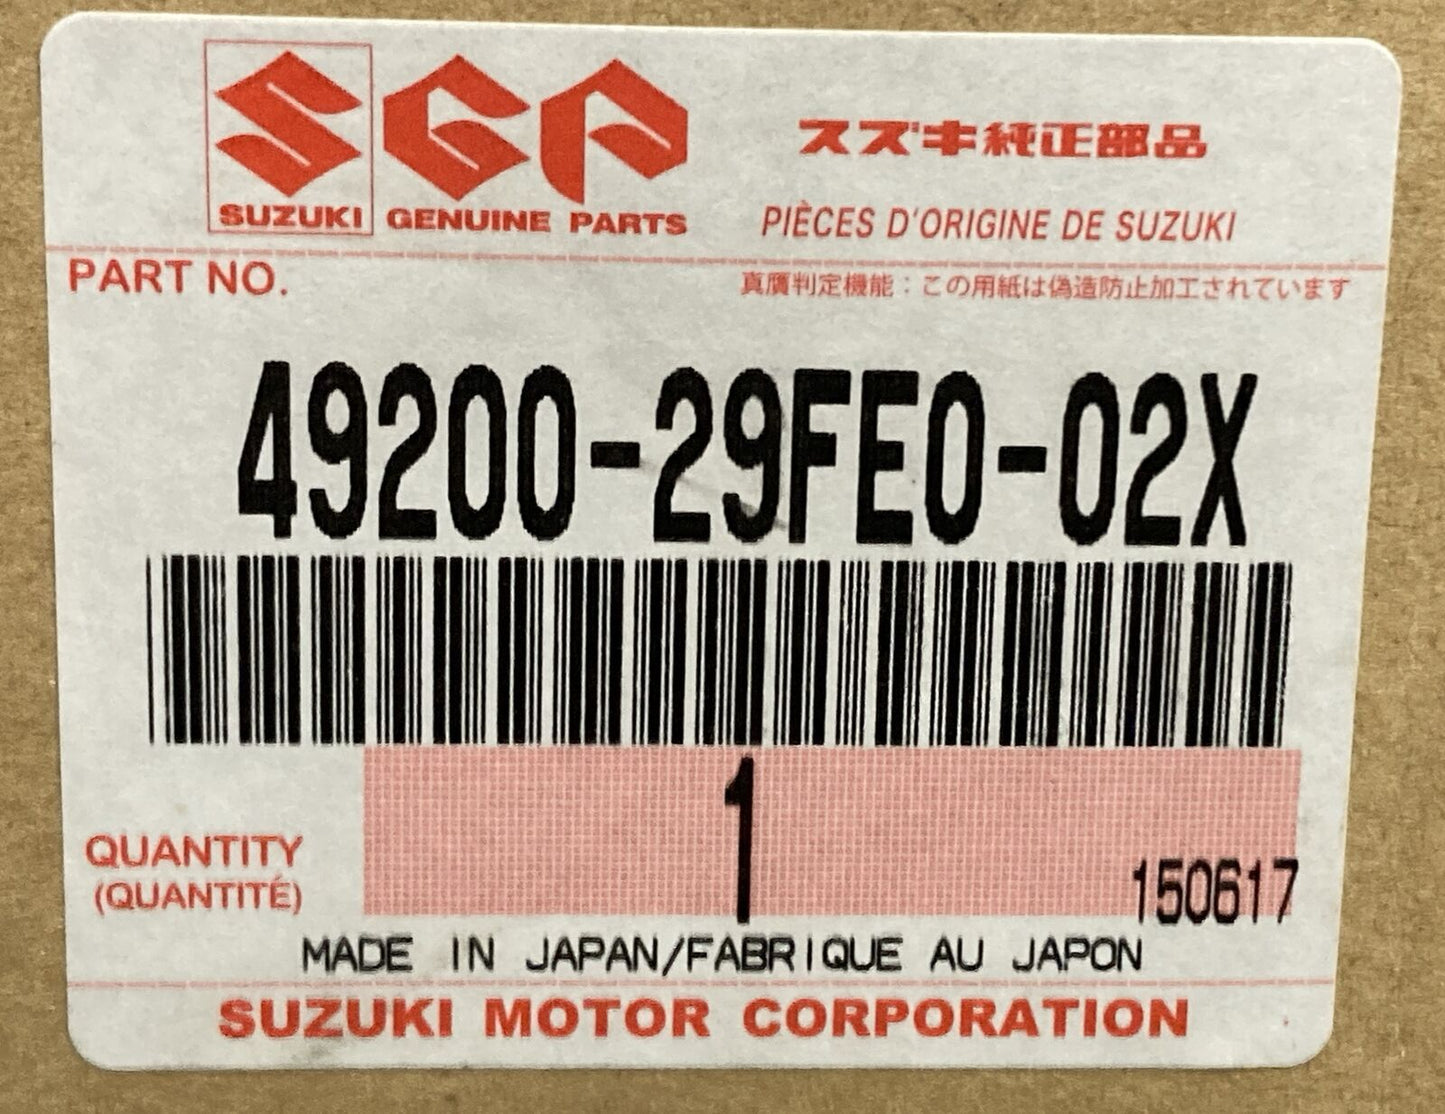 SGP
SUZUKI GENUINE PARTS
スズキ純正部品
PIÈCES D'ORIGINE DE SUZUKI
PART NO.
真贋判定機能：この用紙は偽造防止加工されています
49200-29FE0-02X
1
QUANTITY
(QUANTITÉ)
150617
MADE IN JAPAN/FABRIQUE AU JAPON
SUZUKI MOTOR CORPORATION